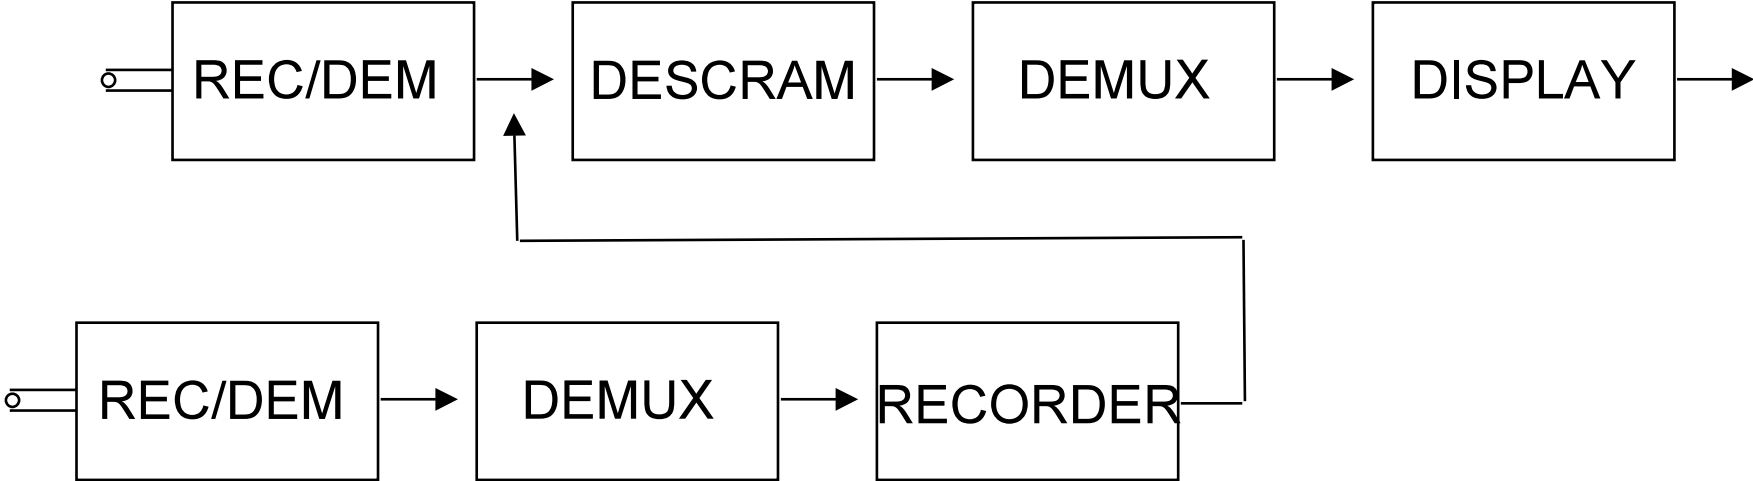 REC/DEM
DESCRAM
DEMUX
DISPLAY
REC/DEM
DEMUX
RECORDER